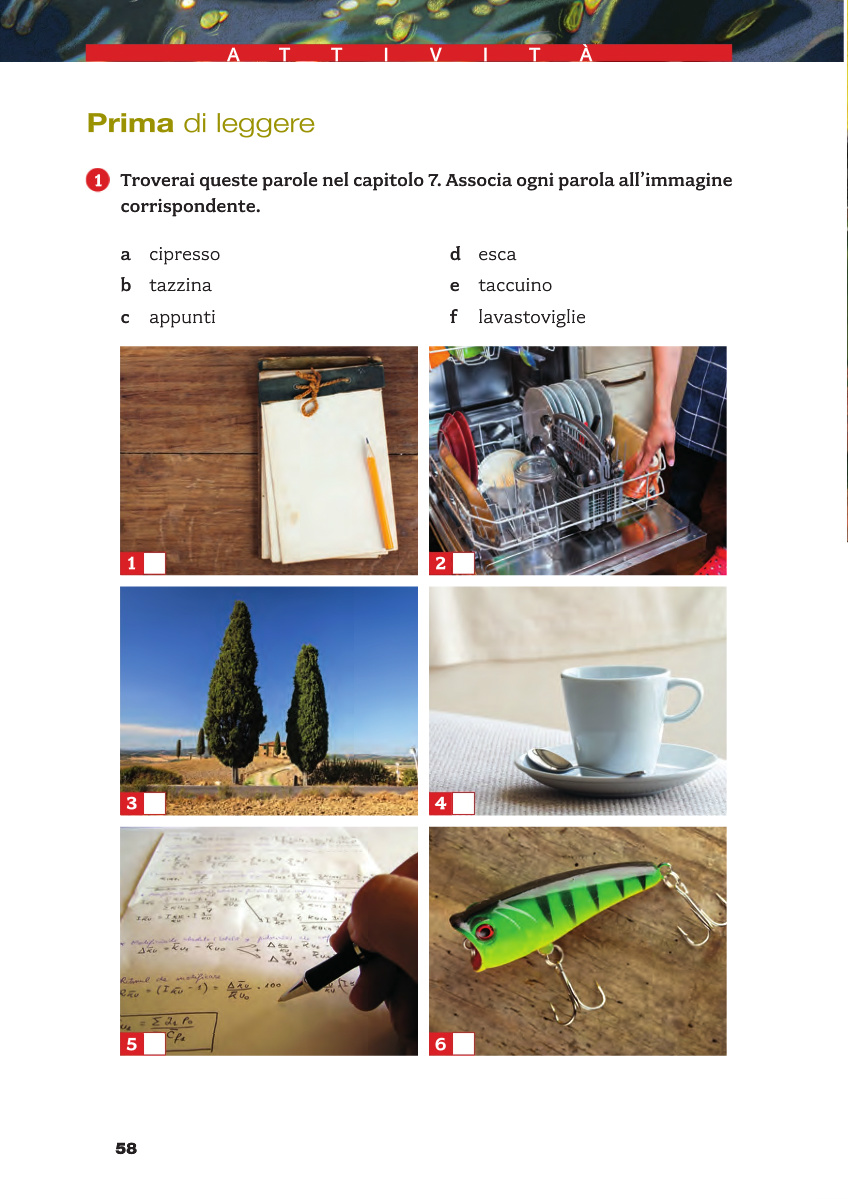 ATTIVITÀ
Prima di leggere
1 Troverai queste parole nel capitolo 7. Associa ogni parola all’immagine
corrispondente.
a cipresso
b tazzina
c appunti
d esca
e taccuino
f lavastoviglie
1
2
3
4
5
6
58